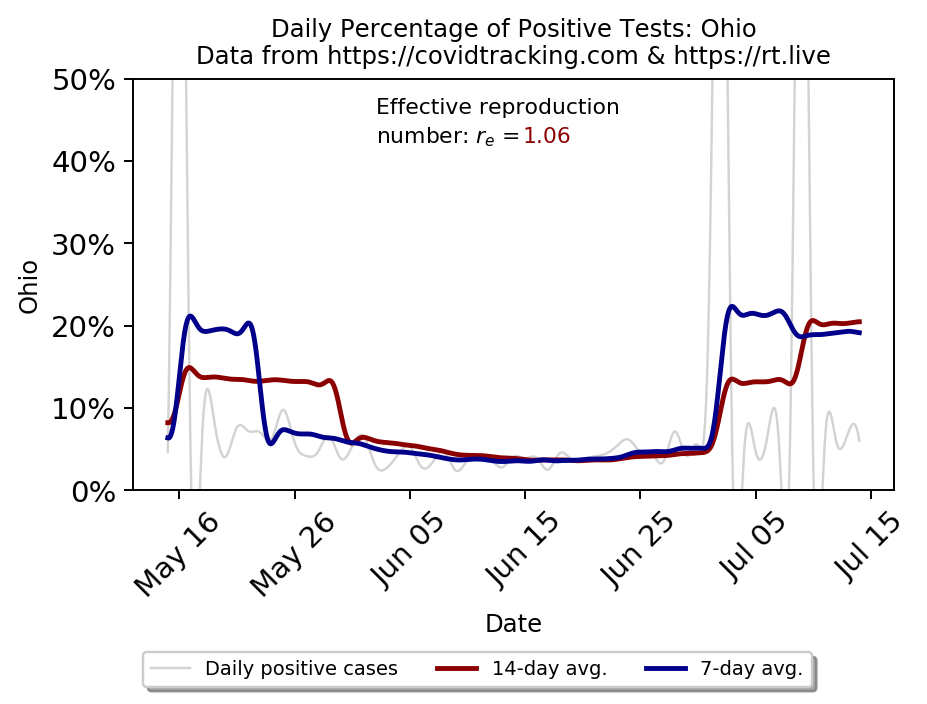 Daily Percentage of Positive Tests: Ohio
Data from https://covidtracking.com & https://rt.live
Effective reproduction
number: rₑ =1.06
50%
40%
30%
20%
10%
0%
Ohio
May 16 May 26 Jun 05 Jun 15 Jun 25 Jul 05 Jul 15
Date
Daily positive cases 14-day avg. 7-day avg.